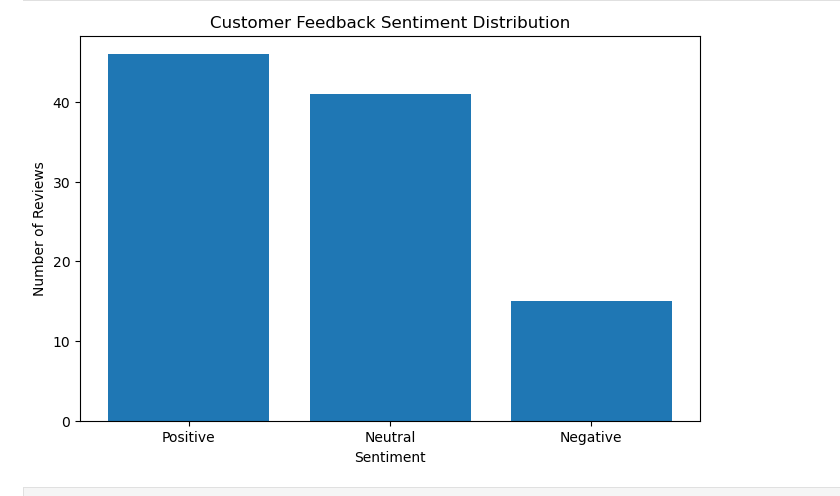 Customer Feedback Sentiment Distribution
40
30
20
10
0
Number of Reviews
Positive Neutral Negative
Sentiment